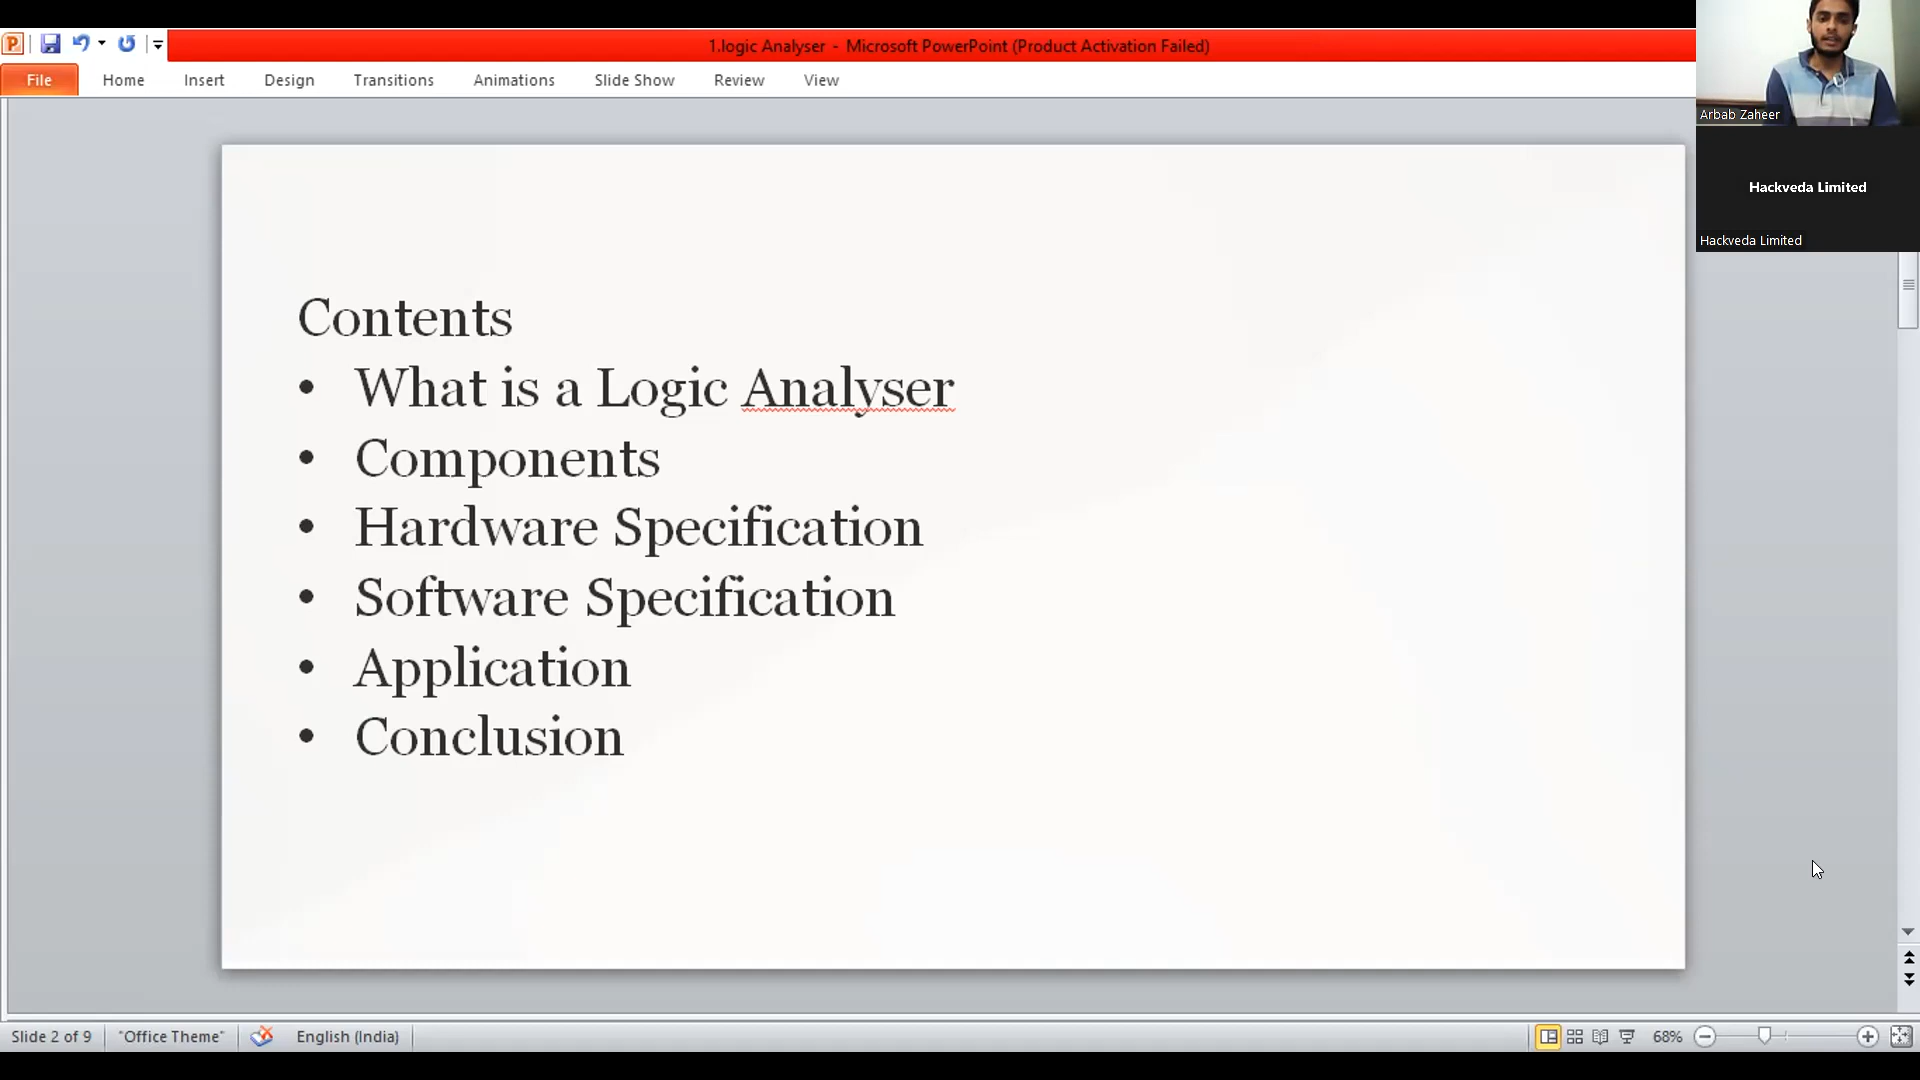 1.logic Analyser - Microsoft PowerPoint (Product Activation Failed)
File Home Insert Design Transitions Animations Slide Show Review View
Arbab Zaheer
Hackveda Limited
Hackveda Limited
Contents
• What is a Logic Analyser
• Components
• Hardware Specification
• Software Specification
• Application
• Conclusion
Slide 2 of 9 "Office Theme" English (India) 68%